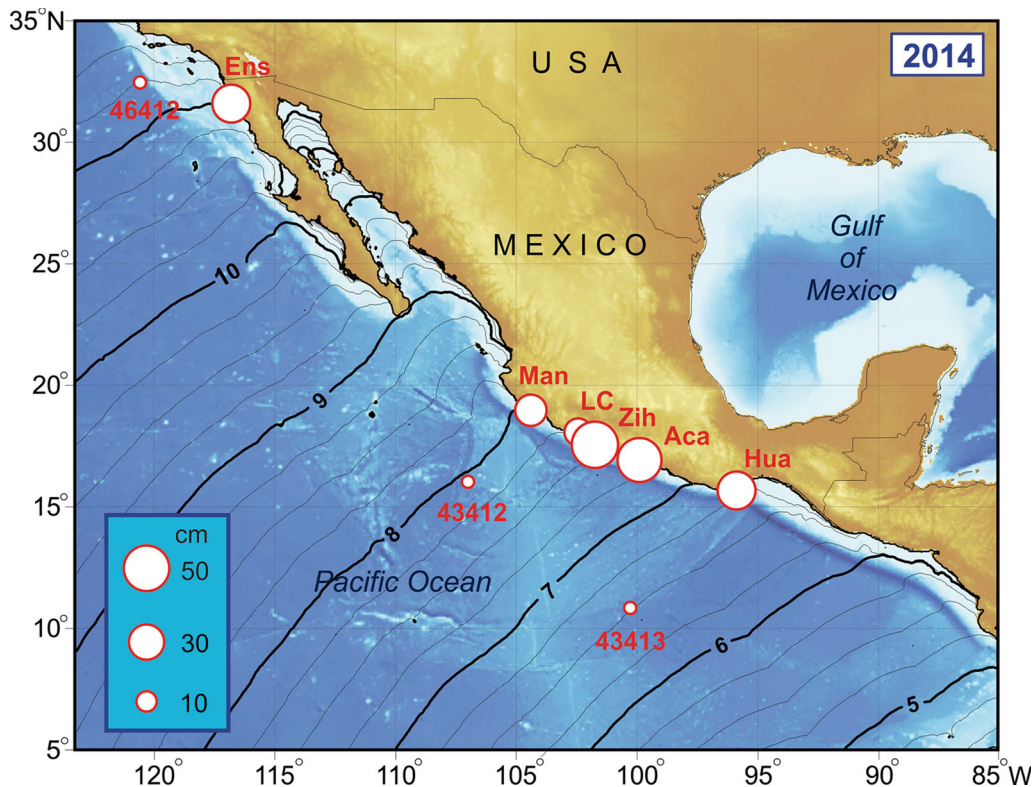 35°N
30°
25°
20°
15°
10°
5°
120°
115°
110°
105°
100°
95°
90°
85°W
2014
U S A
MEXICO
Gulf
of
Mexico
Pacific Ocean
Ens
46412
Man
LC
Zih
Aca
Hua
43412
43413
10
9
8
7
6
5
cm
50
30
10